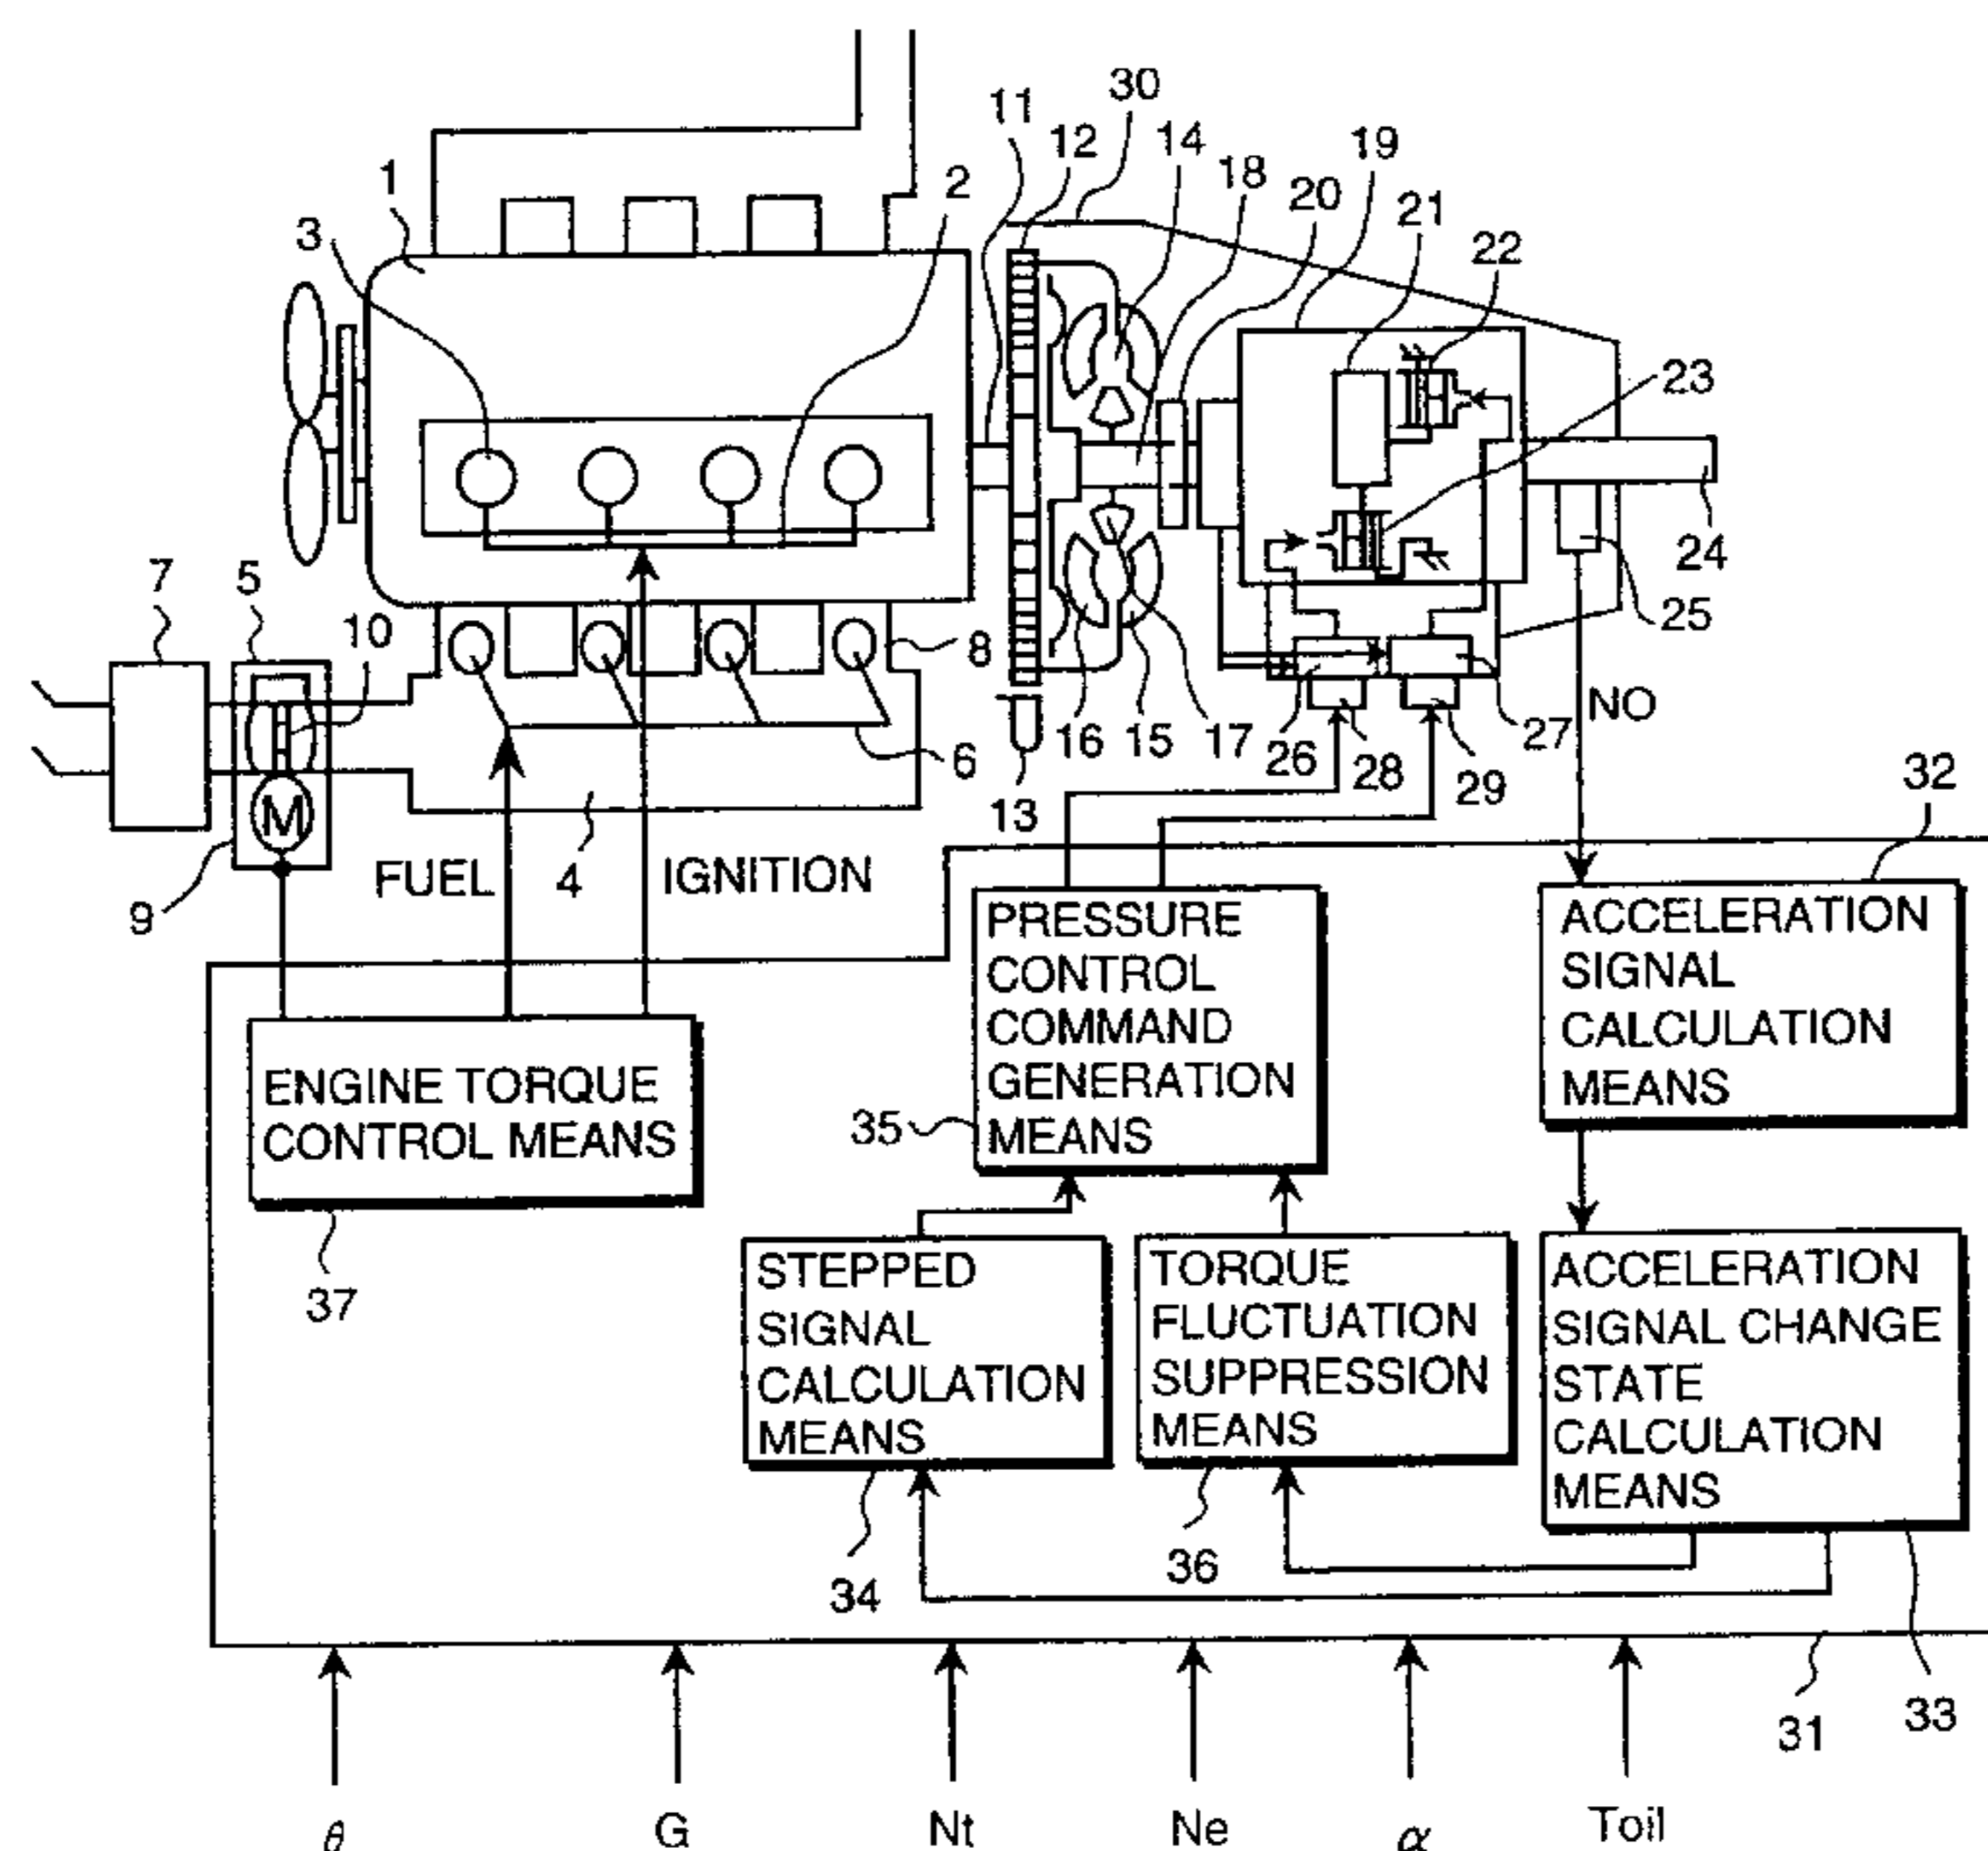 30
11
12
14
19
1
2
18
20
21
3
22
23
7
5
10
8
24
25
NO
16
15
17
26
27
6
28
29
13
32
M
FUEL
4
IGNITION
9
PRESSURE
CONTROL
COMMAND
GENERATION
MEANS
35
ACCELERATION
SIGNAL
CALCULATION
MEANS
ENGINE TORQUE
CONTROL MEANS
37
STEPPED
SIGNAL
CALCULATION
MEANS
34
TORQUE
FLUCTUATION
SUPPRESSION
MEANS
36
ACCELERATION
SIGNAL CHANGE
STATE
CALCULATION
MEANS
33
31
θ
G
Nt
Ne
α
Toil